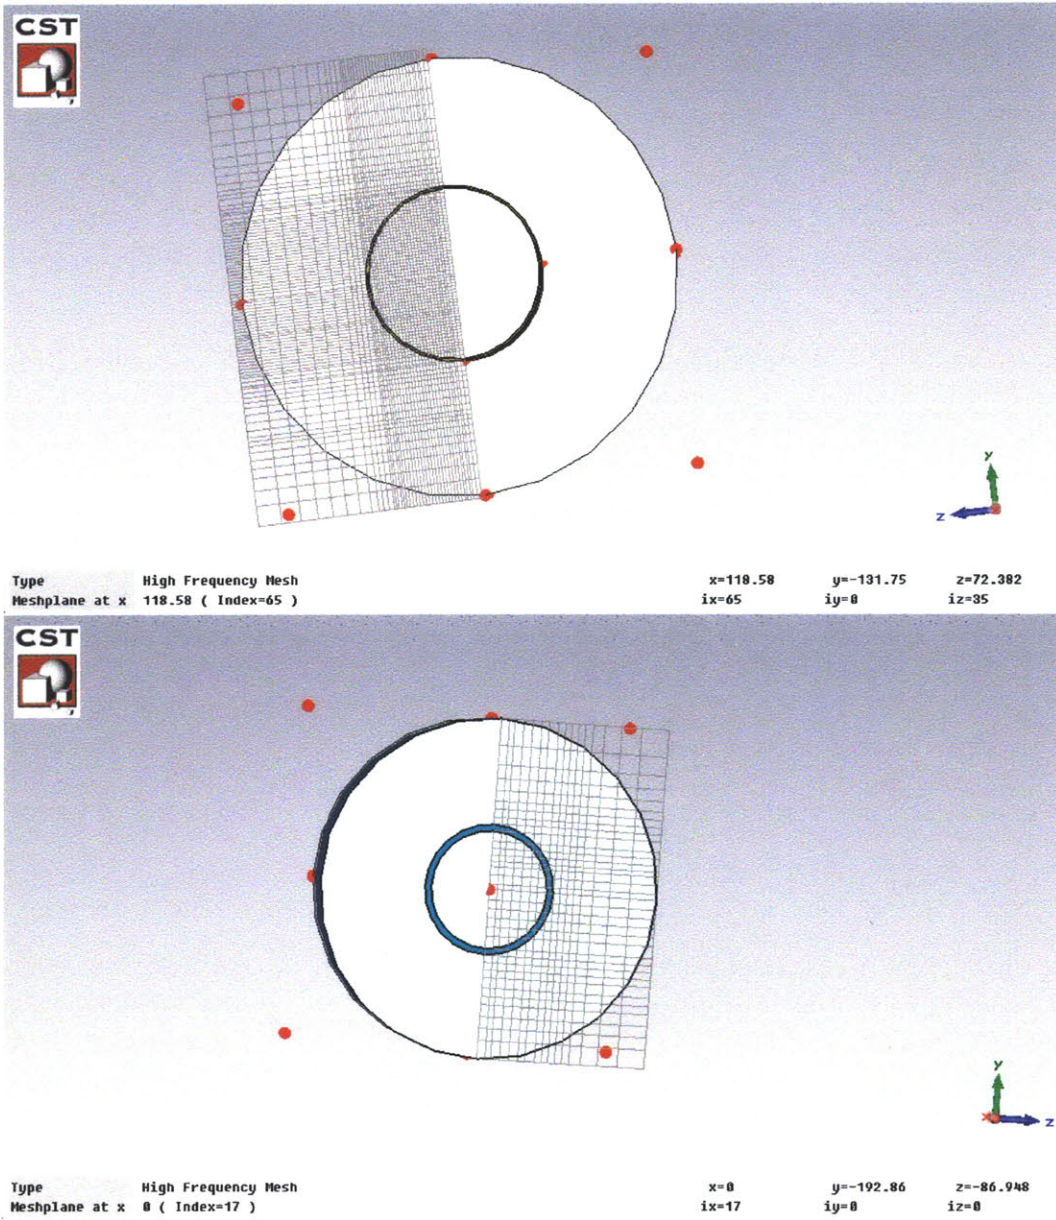 CST
y
z
Type High Frequency Mesh x=118.58 y=-131.75 z=72.382
Meshplane at x 118.58 ( Index=65 ) ix=65 iy=0 iz=35
CST
y
x
z
Type High Frequency Mesh x=0 y=-192.86 z=-86.948
Meshplane at x 0 ( Index=17 ) ix=17 iy=0 iz=0